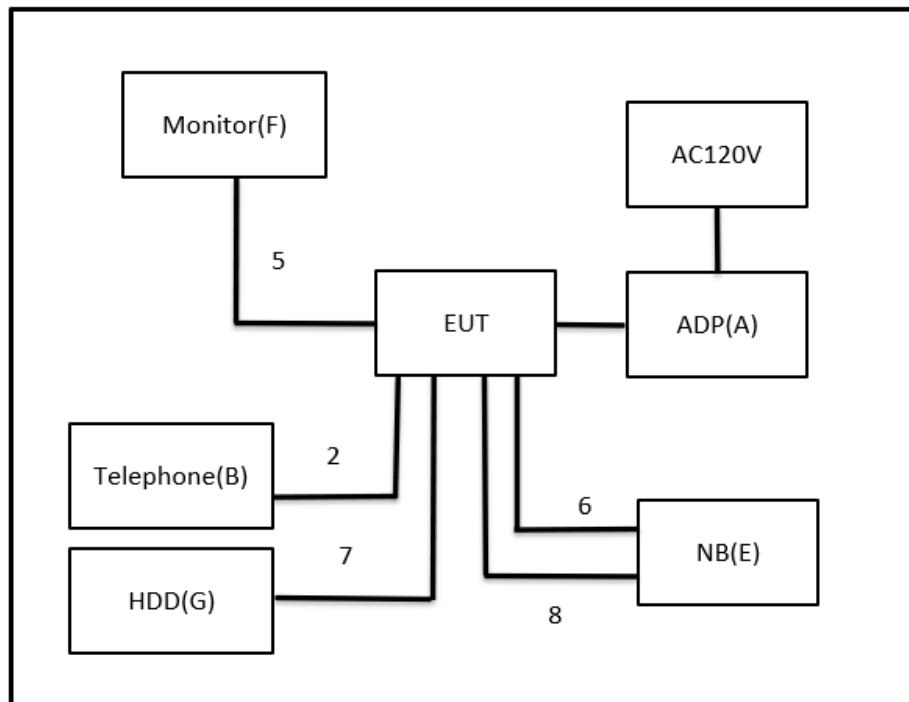 Monitor(F)
AC120V
5
EUT
ADP(A)
Telephone(B)
2
6
NB(E)
7
HDD(G)
8